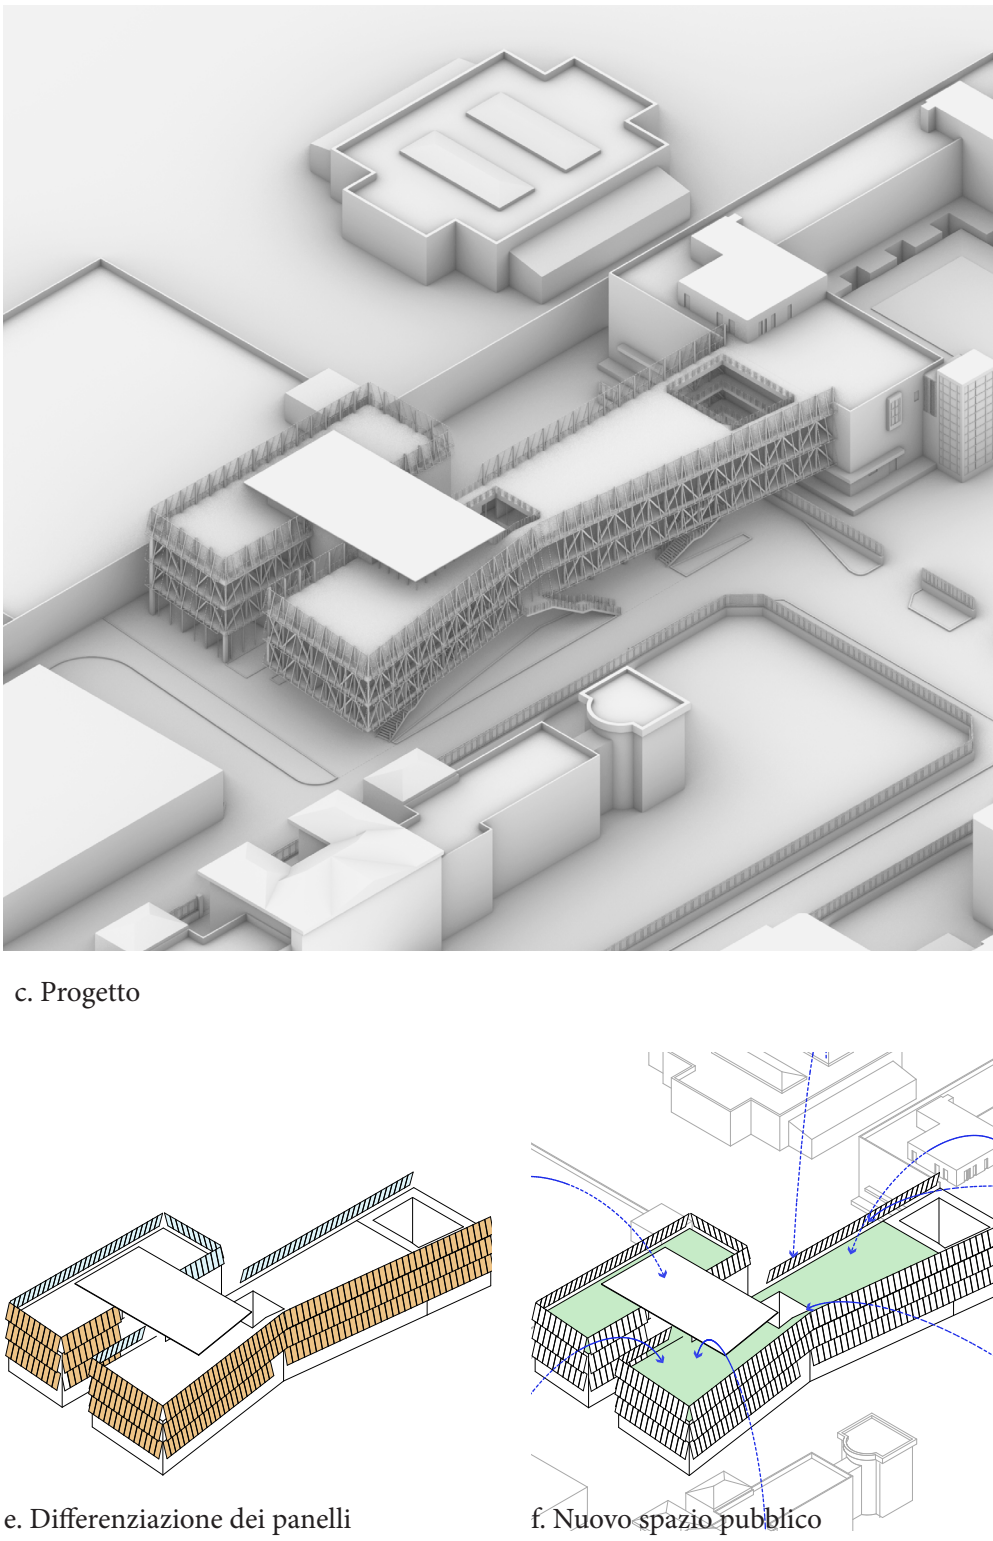 c. Progetto
e. Differenziazione dei panelli
f. Nuovo spazio pubblico